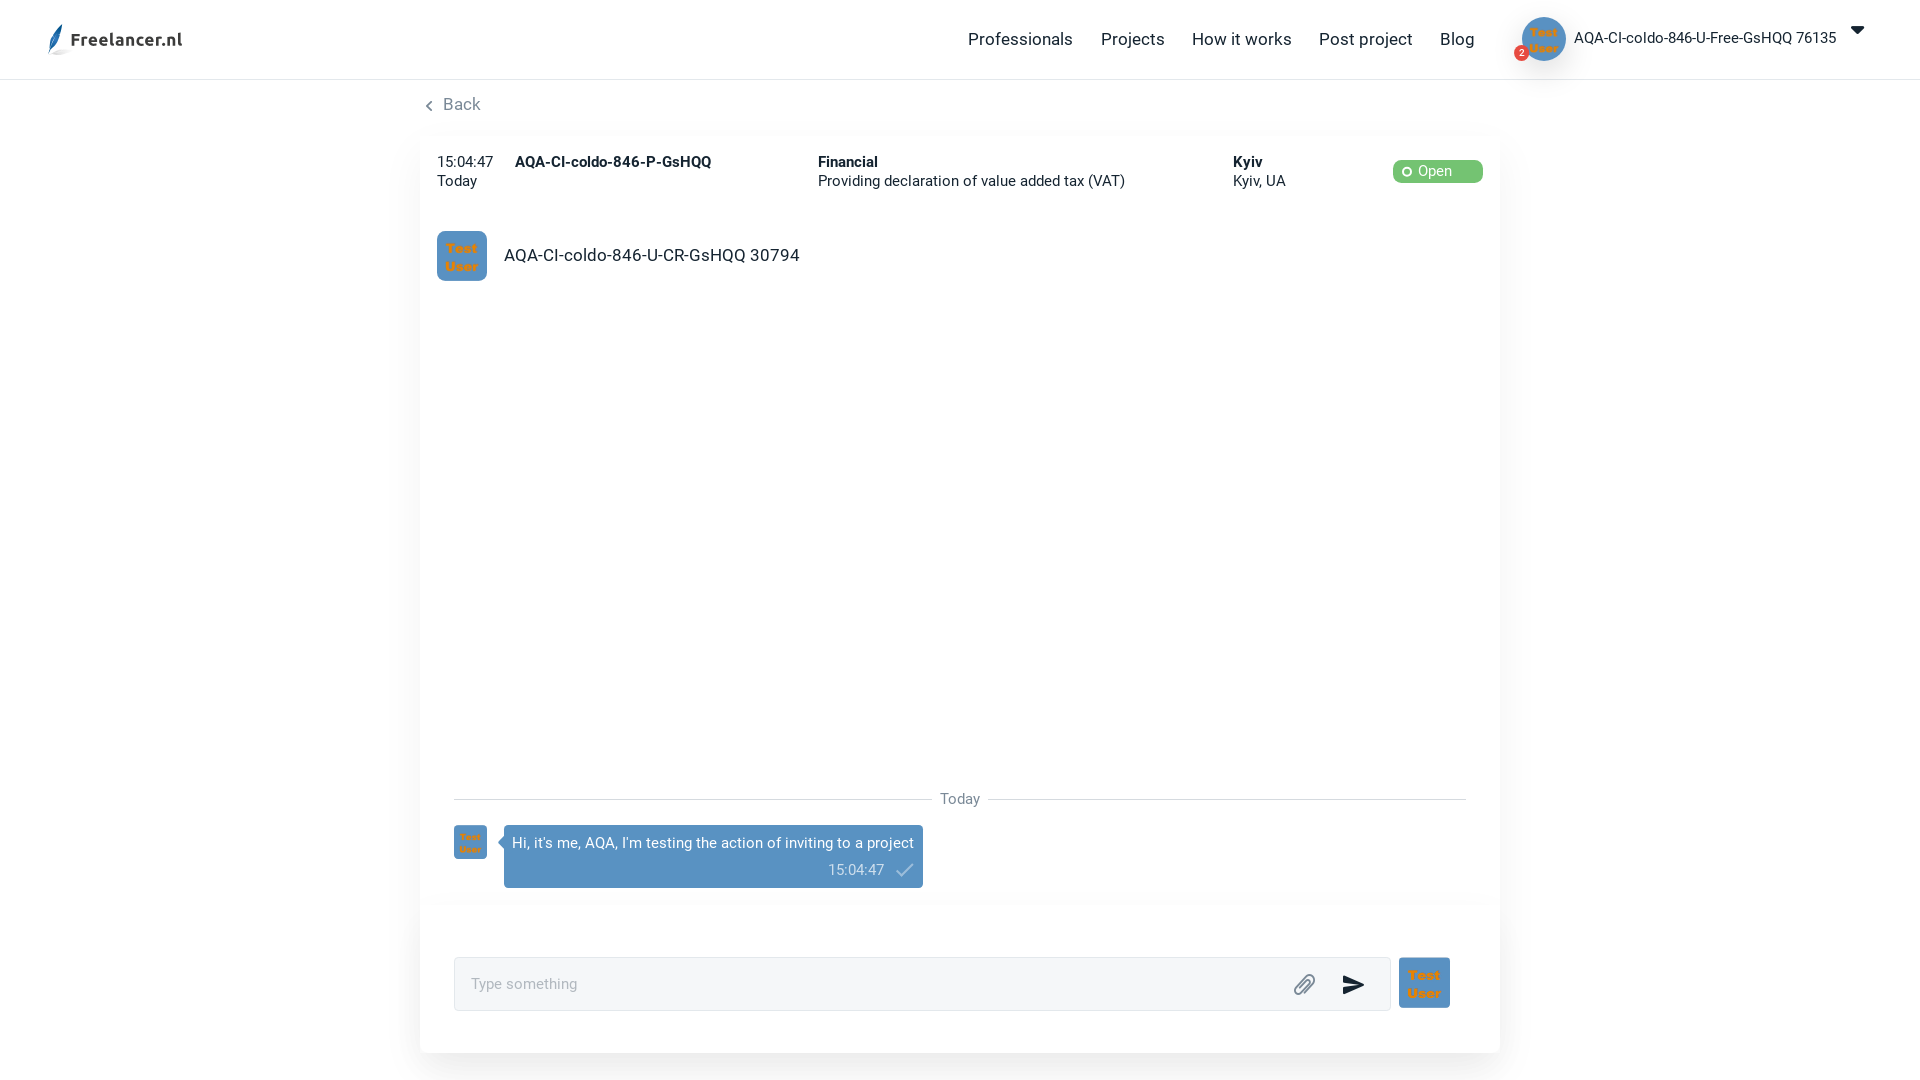 Freelancer.nl
Professionals
Projects
How it works
Post project
Blog
Test
User
2
AQA-CI-coldo-846-U-Free-GsHQQ 76135
Back
15:04:47
Today
AQA-CI-coldo-846-P-GsHQQ
Financial
Providing declaration of value added tax (VAT)
Kyiv
Kyiv, UA
Open
Test
User
AQA-CI-coldo-846-U-CR-GsHQQ 30794
Today
Test
User
Hi, it's me, AQA, I'm testing the action of inviting to a project
15:04:47
Type something
Test
User